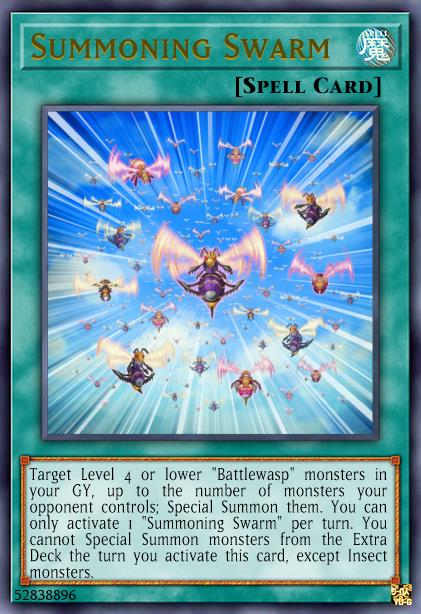 Summoning Swarm
魔
[Spell Card]
Target Level 4 or lower "Battlewasp" monsters in
your GY, up to the number of monsters your
opponent controls; Special Summon them. You can
only activate 1 "Summoning Swarm" per turn. You
cannot Special Summon monsters from the Extra
Deck the turn you activate this card, except Insect
monsters.
52838896